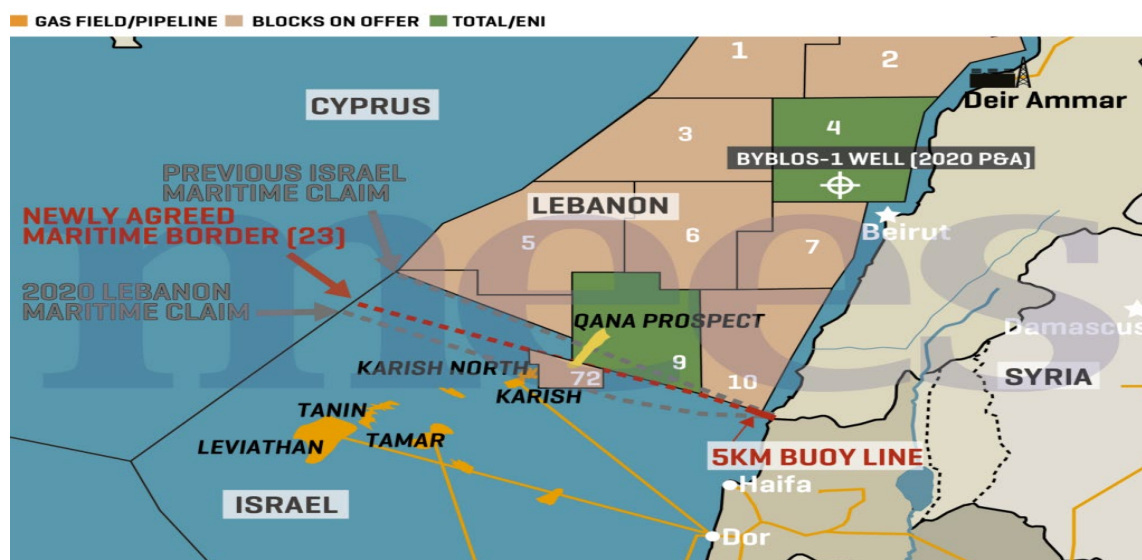 GAS FIELD/PIPELINE BLOCKS ON OFFER TOTAL/ENI
1
2
Deir Ammar
CYPRUS
3
4
BYBLOS-1 WELL (2020 P&A)
PREVIOUS ISRAEL
MARITIME CLAIM
LEBANON
NEWLY AGREED
MARITIME BORDER (23)
5
6
7
Beirut
2020 LEBANON
MARITIME CLAIM
QANA PROSPECT
Damascus
mees
KARISH NORTH
72
9
10
SYRIA
KARISH
TANIN
LEVIATHAN
TAMAR
5KM BUOY LINE
Haifa
ISRAEL
Dor